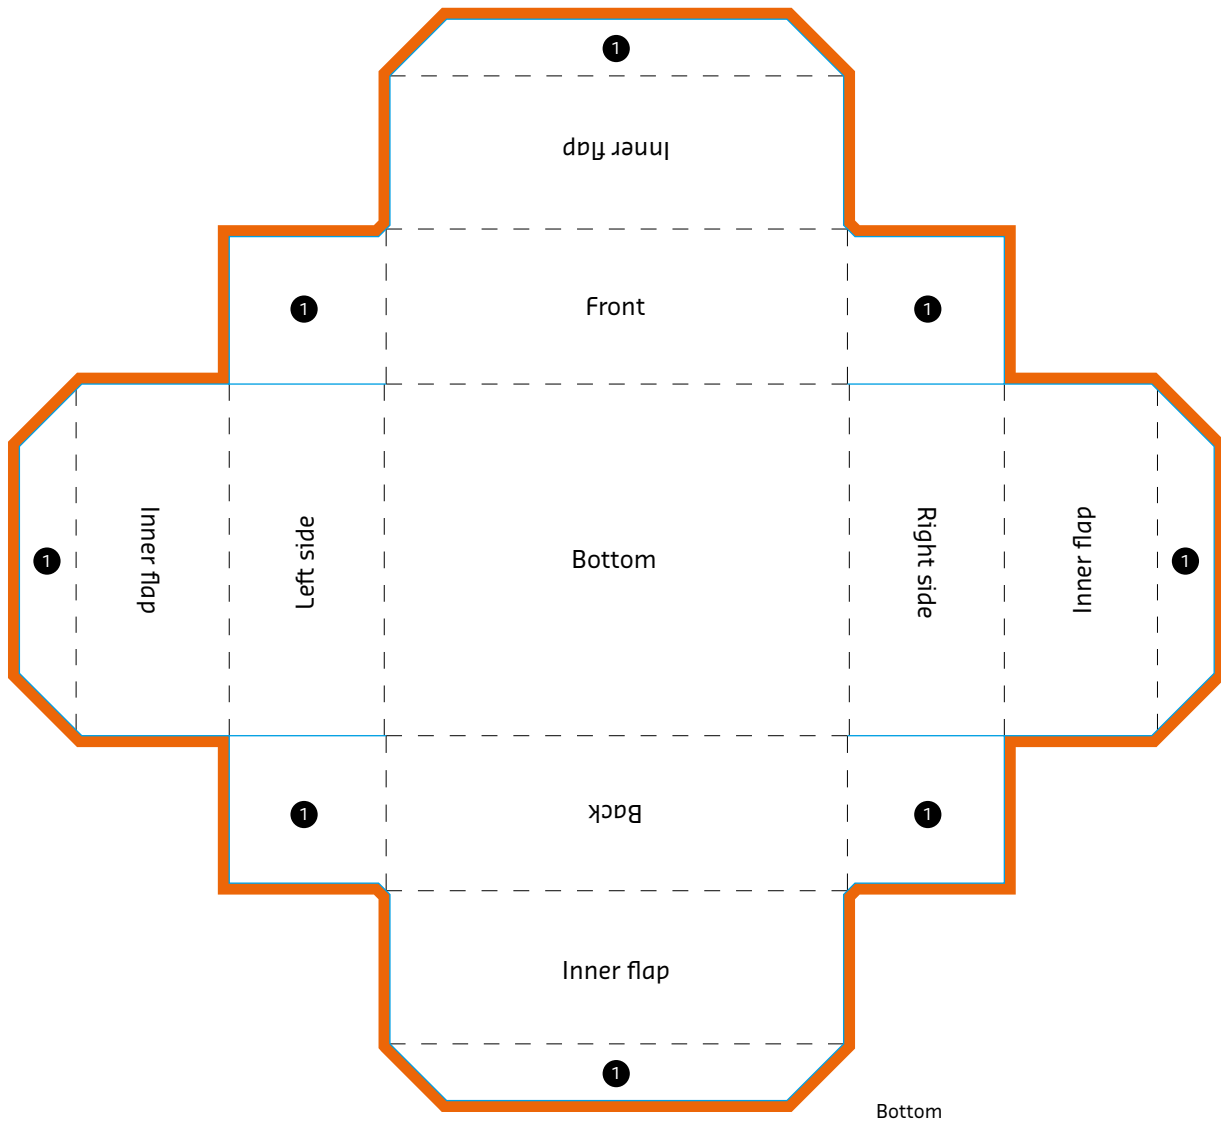 1
Inner flap
1
Front
1
1
Inner flap
Left side
Bottom
Right side
Inner flap
1
1
Back
1
Inner flap
1
Bottom